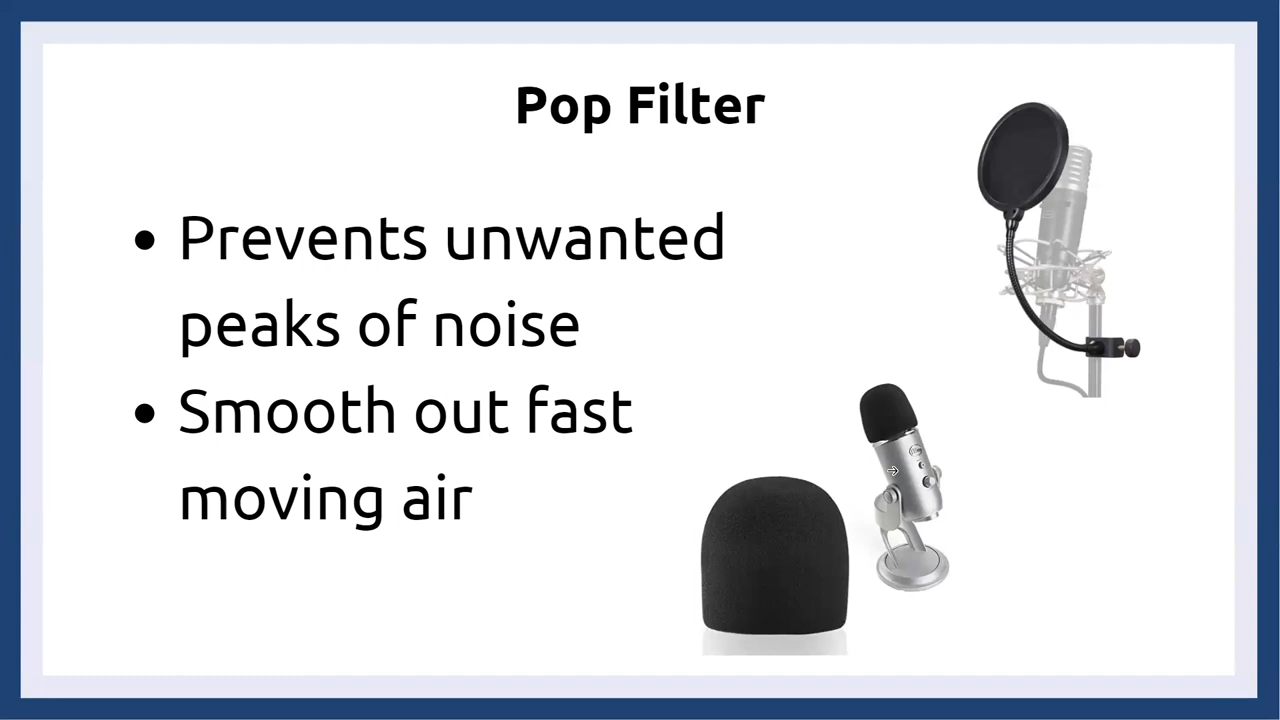 Pop Filter
• Prevents unwanted
peaks of noise
• Smooth out fast
moving air